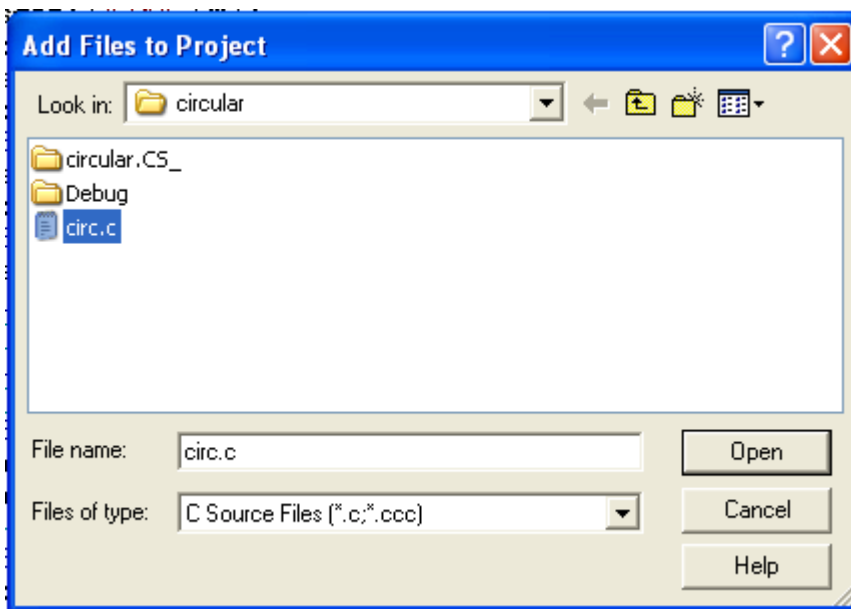 Add Files to Project
Look in: circular
circular.CS_
Debug
circ.c
File name: circ.c Open
Files of type: C Source Files (*.c;*.ccc) Cancel
Help